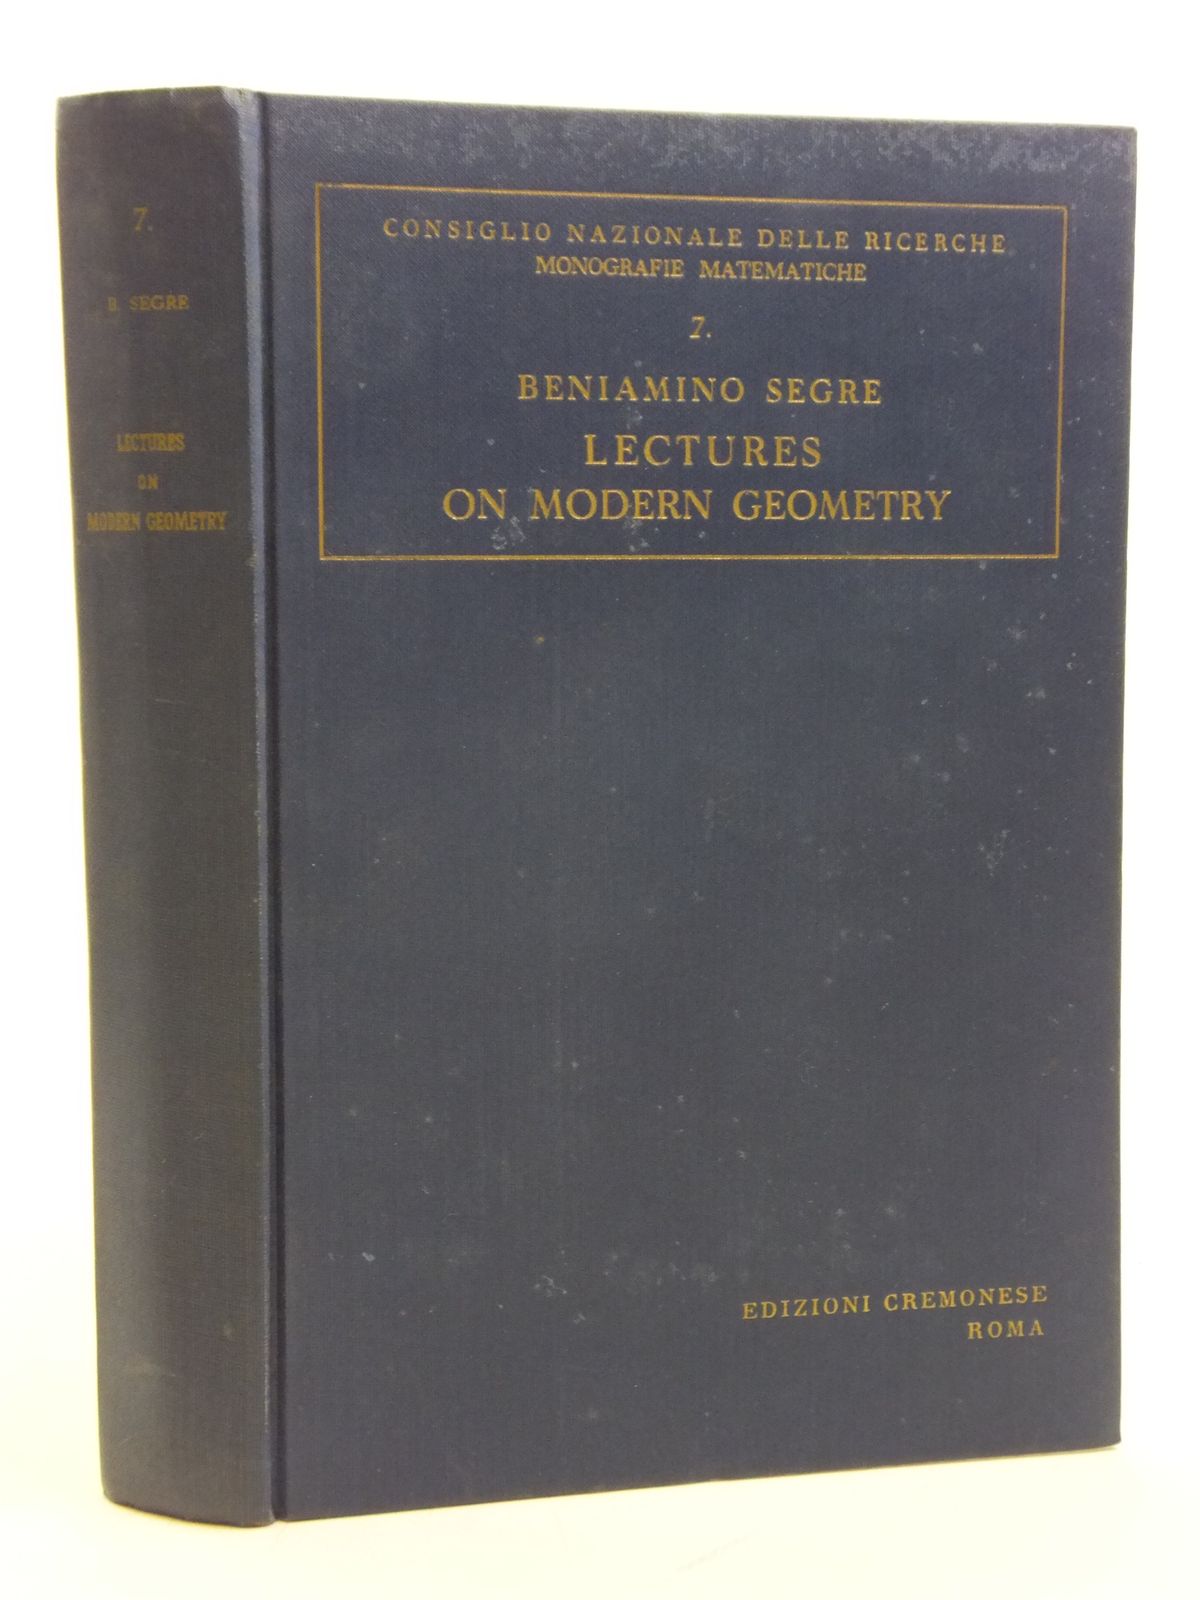 7.
B. SEGRE
LECTURES
ON
MODERN GEOMETRY
CONSIGLIO NAZIONALE DELLE RICERCHE
MONOGRAFIE MATEMATICHE
7.
BENIAMINO SEGRE
LECTURES
ON MODERN GEOMETRY
EDIZIONI CREMONESE
ROMA